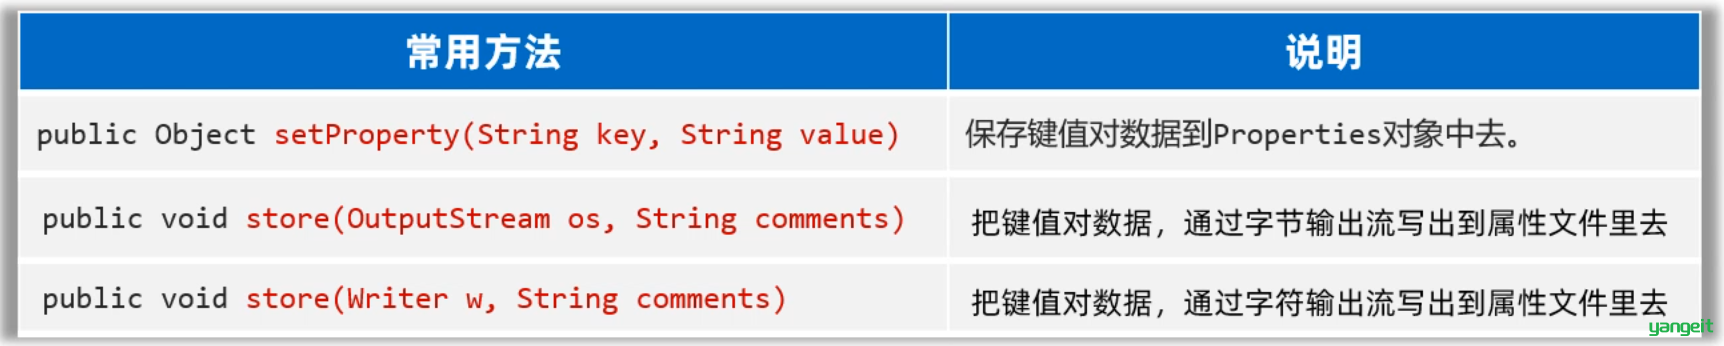 常用方法
说明
public Object setProperty(String key, String value)
保存键值对数据到Properties对象中去。
public void store(OutputStream os, String comments)
把键值对数据，通过字节输出流写出到属性文件里去
public void store(Writer w, String comments)
把键值对数据，通过字符输出流写出到属性文件里去
yangeit